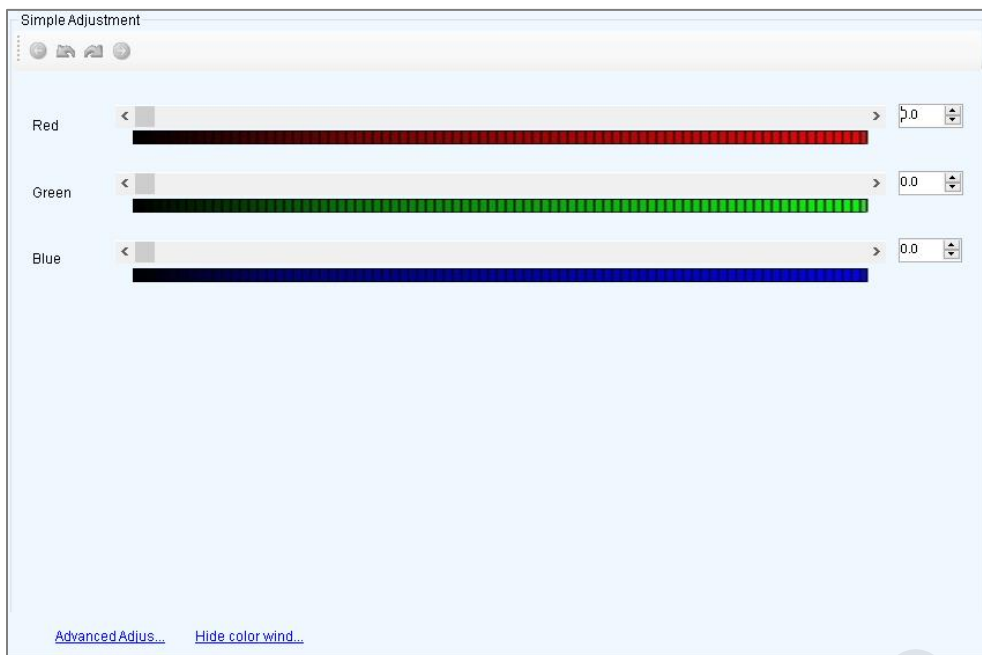 Simple Adjustment
Red
0.0
Green
0.0
Blue
0.0
Advanced Adjus...
Hide color wind...